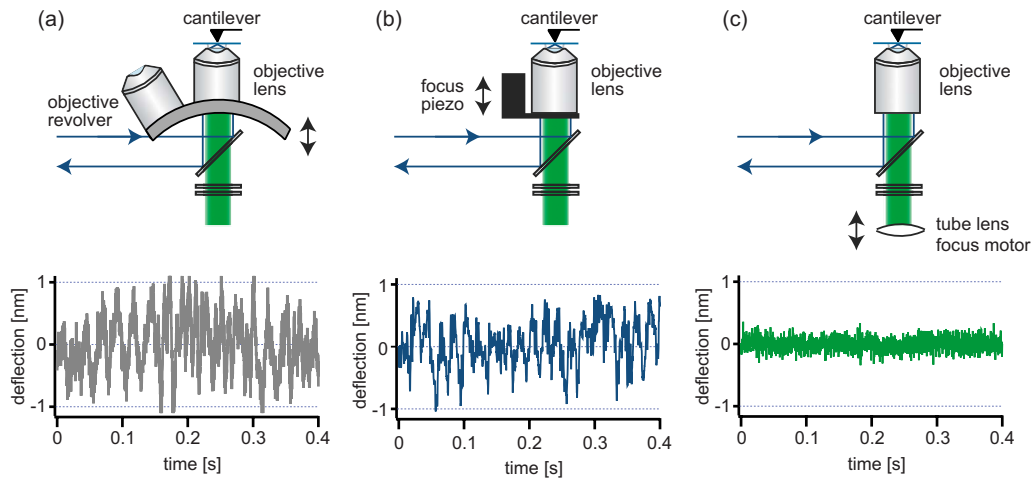 (a)
cantilever
objective
lens
objective
revolver
1
0
-1
deflection [nm]
0
0.1
0.2
0.3
0.4
time [s]
(b)
cantilever
focus
piezo
objective
lens
1
0
-1
deflection [nm]
0
0.1
0.2
0.3
0.4
time [s]
(c)
cantilever
objective
lens
tube lens
focus motor
1
0
-1
deflection [nm]
0
0.1
0.2
0.3
0.4
time [s]